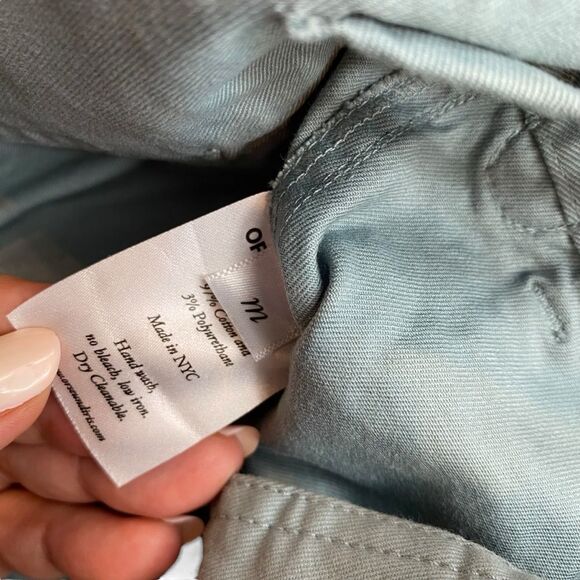 OF
M
97% Cotton and
3% Polyurethane
Made in NYC
Hand wash,
no bleach, low iron.
Dry Cleanable.